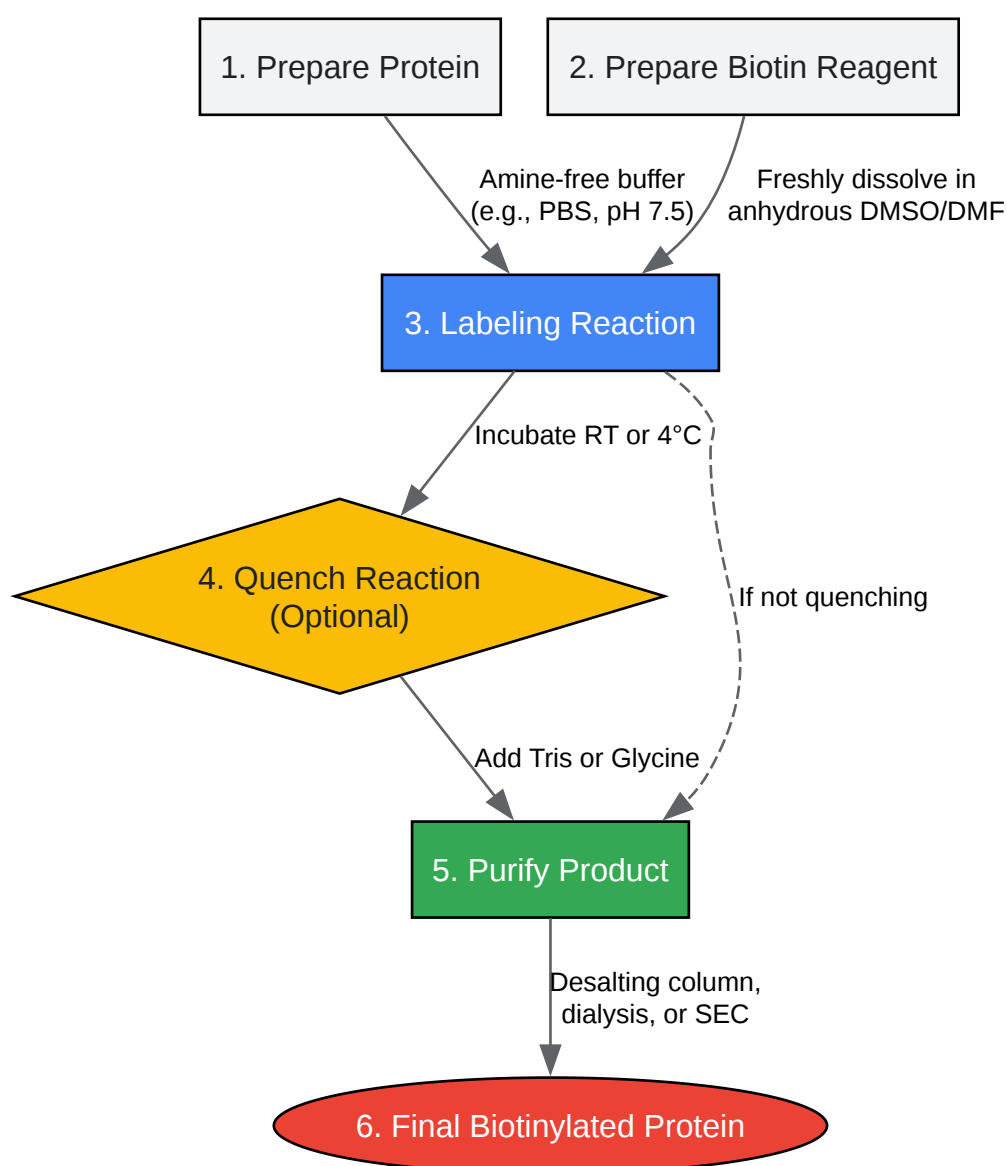 1. Prepare Protein
2. Prepare Biotin Reagent
Amine-free buffer
(e.g., PBS, pH 7.5)
Freshly dissolve in
anhydrous DMSO/DMF
3. Labeling Reaction
Incubate RT or 4°C
4. Quench Reaction
(Optional)
If not quenching
Add Tris or Glycine
5. Purify Product
Desalting column,
dialysis, or SEC
6. Final Biotinylated Protein